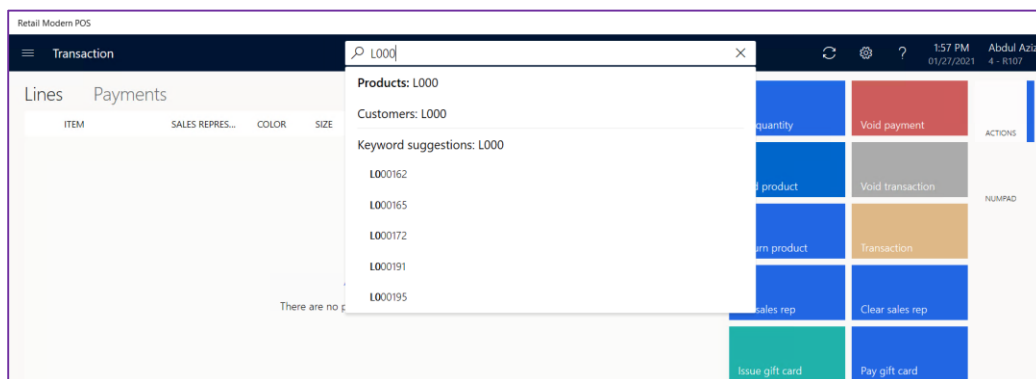 Retail Modern POS
Transaction
L000
1:57 PM
01/27/2021
Abdul Aziz
4 - R107
Lines Payments
ITEM SALES REPRES... COLOR SIZE
Products: L000
Customers: L000
Keyword suggestions: L000
L000162
L000165
L000172
L000191
L000195
There are no
quantity
Void payment
ACTIONS
product
Void transaction
NUMPAD
product
Transaction
sales rep
Clear sales rep
Issue gift card
Pay gift card